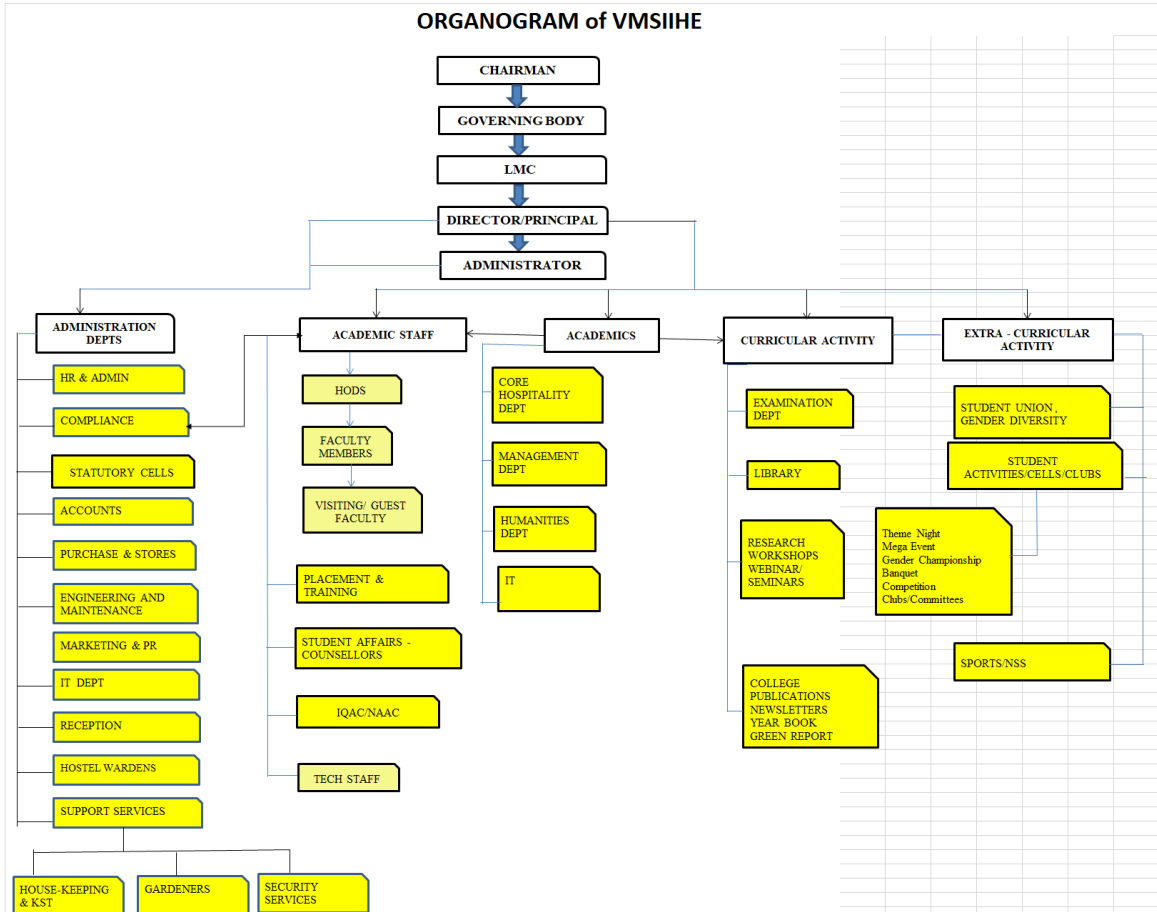 ORGANOGRAM of VMSIIHE
CHAIRMAN
GOVERNING BODY
LMC
DIRECTOR/PRINCIPAL
ADMINISTRATOR
ADMINISTRATION
DEPTS
HR & ADMIN
COMPLIANCE
STATUTORY CELLS
ACCOUNTS
PURCHASE & STORES
ENGINEERING AND
MAINTENANCE
MARKETING & PR
IT DEPT
RECEPTION
HOSTEL WARDENS
SUPPORT SERVICES
HOUSE-KEEPING
& KST
GARDENERS
SECURITY
SERVICES
ACADEMIC STAFF
HODS
FACULTY
MEMBERS
VISITING/ GUEST
FACULTY
PLACEMENT &
TRAINING
STUDENT AFFAIRS -
COUNSELLORS
IQAC/NAAC
TECH STAFF
ACADEMICS
CORE
HOSPITALITY
DEPT
MANAGEMENT
DEPT
HUMANITIES
DEPT
IT
CURRICULAR ACTIVITY
EXAMINATION
DEPT
LIBRARY
RESEARCH
WORKSHOPS
WEBINAR/
SEMINARS
COLLEGE
PUBLICATIONS
NEWSLETTERS
YEAR BOOK
GREEN REPORT
EXTRA - CURRICULAR
ACTIVITY
STUDENT UNION ,
GENDER DIVERSITY
STUDENT
ACTIVITIES/CELLS/CLUBS
Theme Night
Mega Event
Gender Championship
Banquet
Competition
Clubs/Committees
SPORTS/NSS